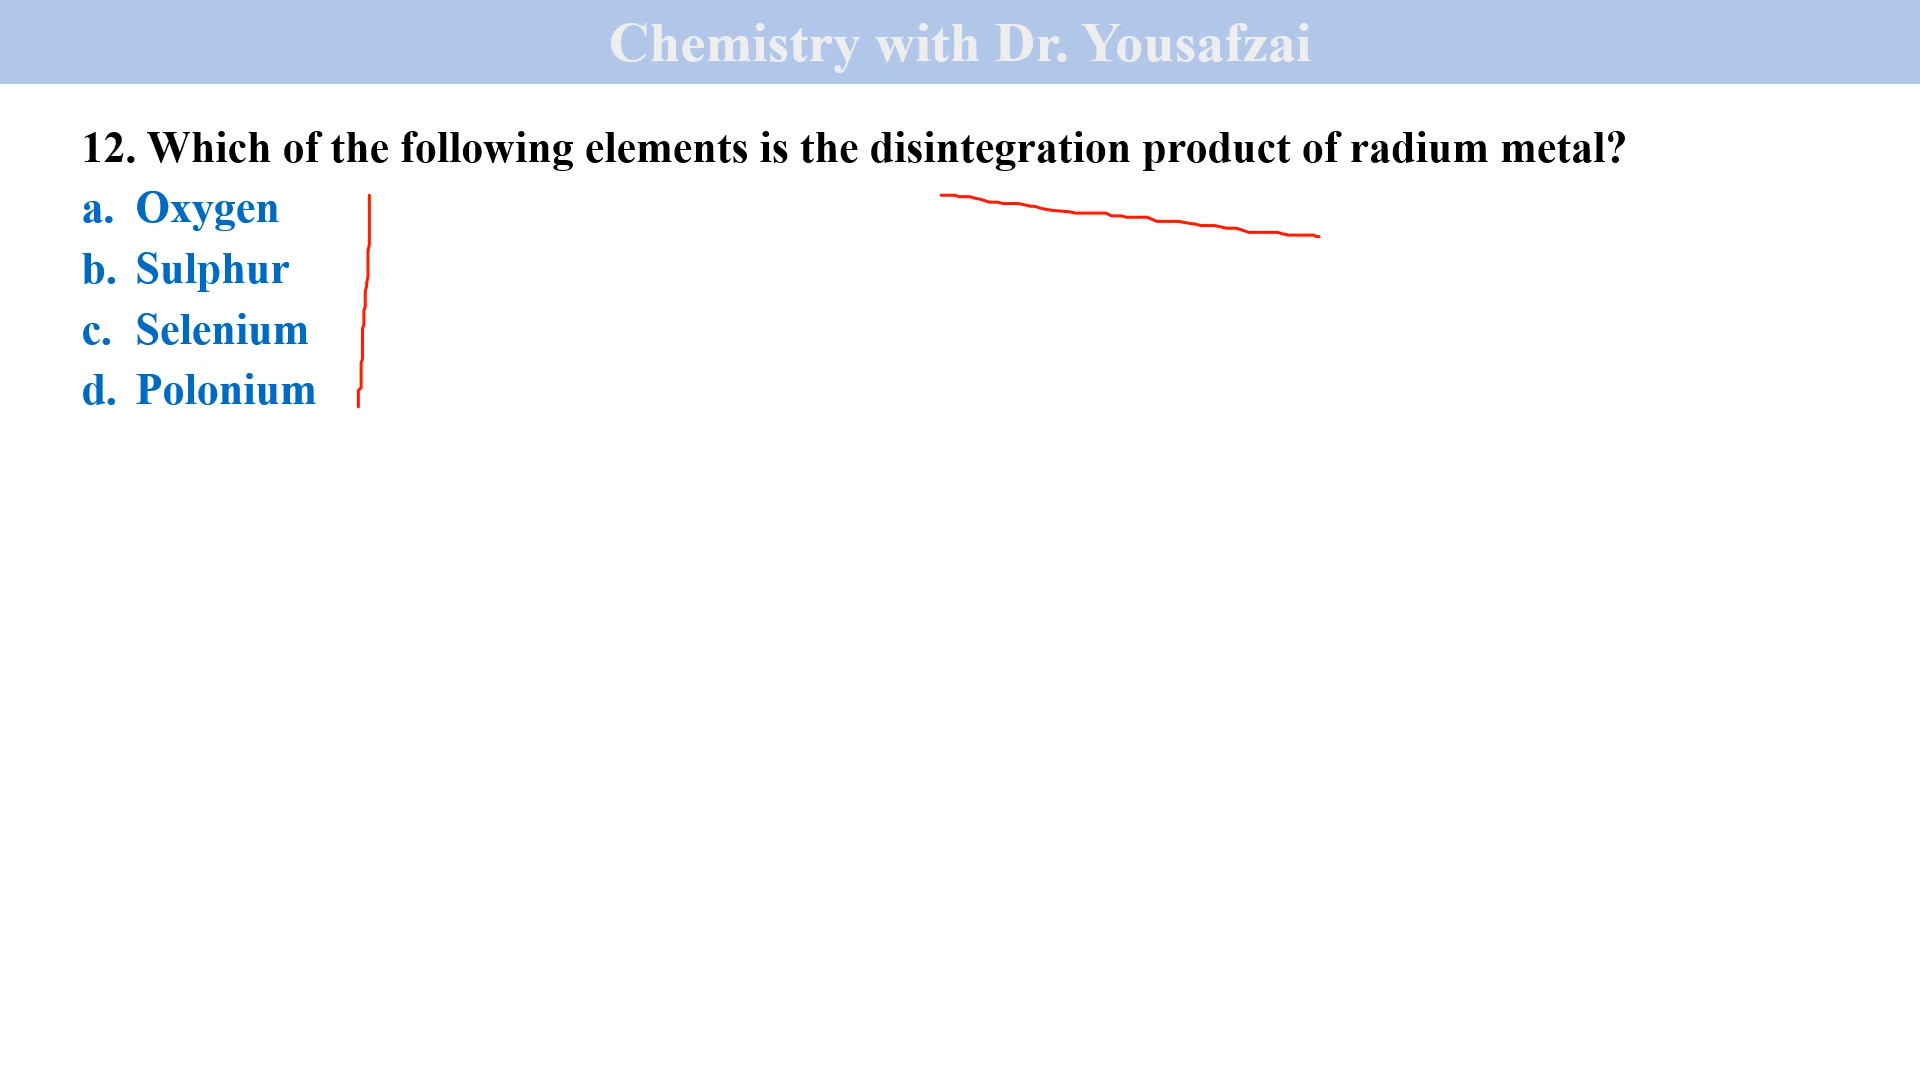 Chemistry with Dr. Yousafzai
12. Which of the following elements is the disintegration product of radium metal?
a. Oxygen
b. Sulphur
c. Selenium
d. Polonium